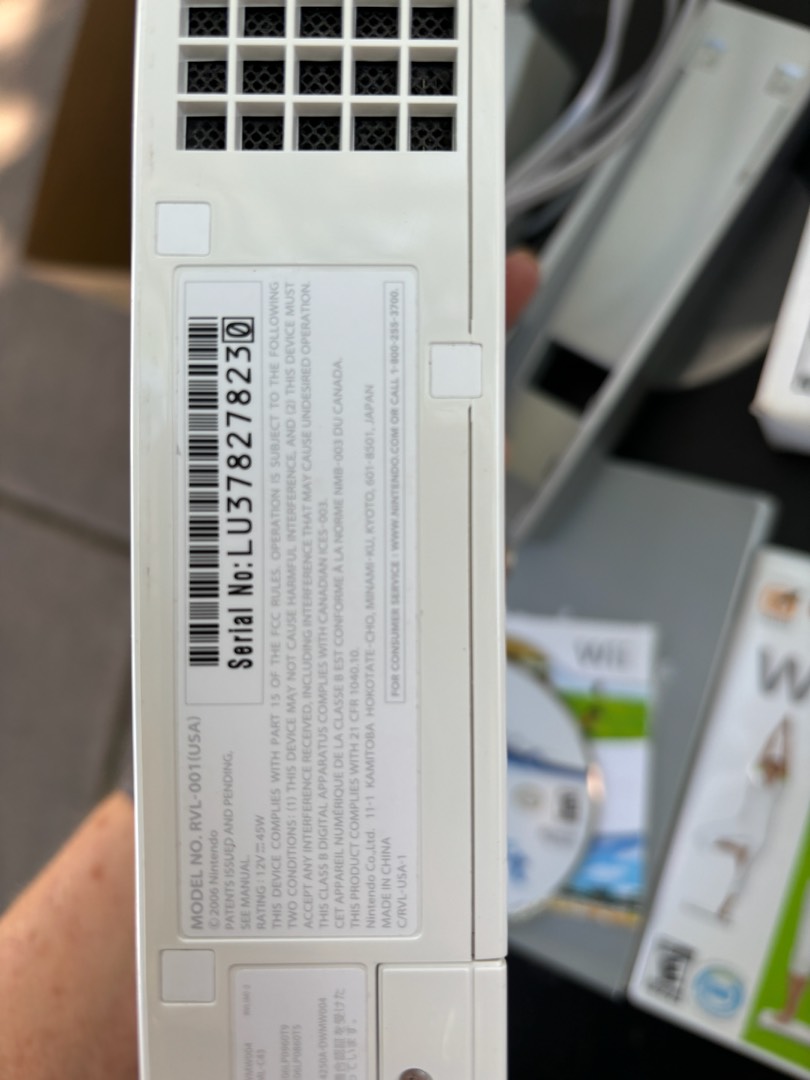 Serial No:LU378278230
MODEL NO. RVL-001(USA)
© 2006 Nintendo
PATENTS ISSUED AND PENDING.
SEE MANUAL.
RATING : 12V⎓45W
THIS DEVICE COMPLIES WITH PART 15 OF THE FCC RULES. OPERATION IS SUBJECT TO THE FOLLOWING
TWO CONDITIONS: (1) THIS DEVICE MAY NOT CAUSE HARMFUL INTERFERENCE, AND (2) THIS DEVICE MUST
ACCEPT ANY INTERFERENCE RECEIVED, INCLUDING INTERFERENCE THAT MAY CAUSE UNDESIRED OPERATION.
THIS CLASS B DIGITAL APPARATUS COMPLIES WITH CANADIAN ICES-003.
CET APPAREIL NUMÉRIQUE DE LA CLASSE B EST CONFORME À LA NORME NMB-003 DU CANADA.
THIS PRODUCT COMPLIES WITH 21 CFR 1040.10.
Nintendo Co.,Ltd. 11-1 KAMITOBA HOKOTATE-CHO, MINAMI-KU, KYOTO, 601-8501, JAPAN
MADE IN CHINA
C/RVL-USA-1
FOR CONSUMER SERVICE : WWW.NINTENDO.COM OR CALL 1-800-255-3700.
Wii
W